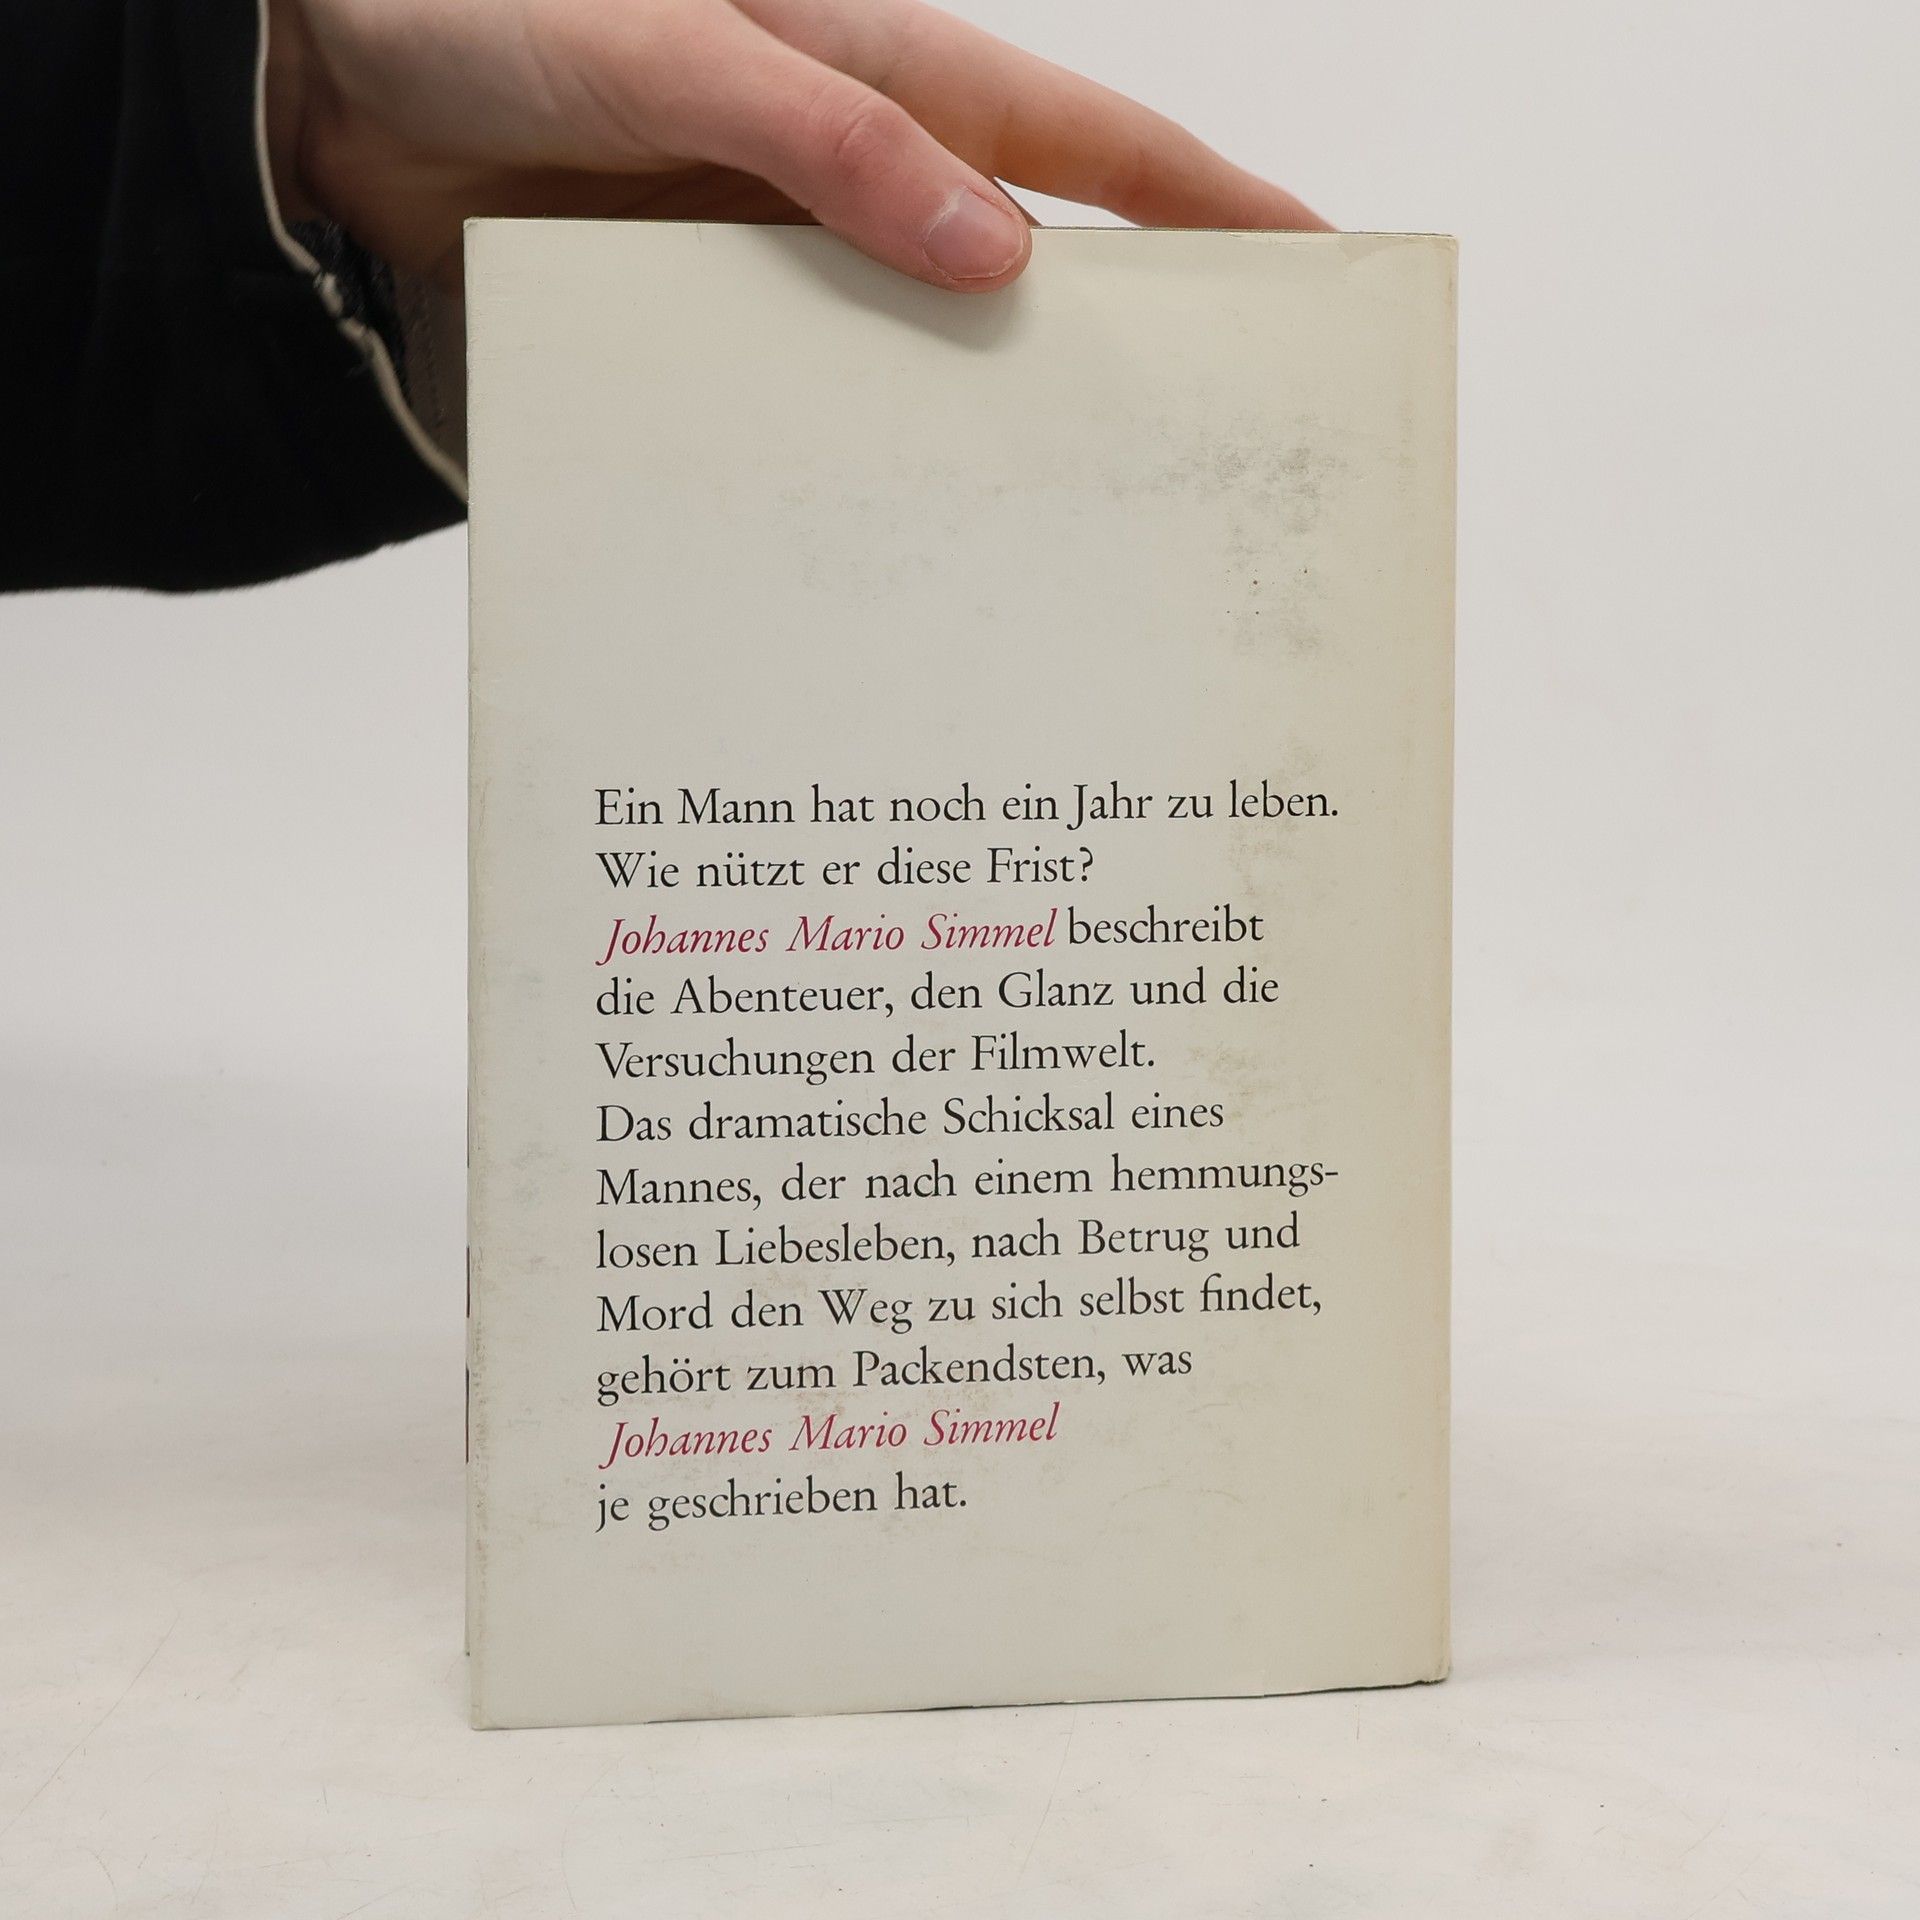 Ein Mann hat noch ein Jahr zu leben.
Wie nützt er diese Frist?
Johannes Mario Simmel beschreibt
die Abenteuer, den Glanz und die
Versuchungen der Filmwelt.
Das dramatische Schicksal eines
Mannes, der nach einem hemmungs-
losen Liebesleben, nach Betrug und
Mord den Weg zu sich selbst findet,
gehört zum Packendsten, was
Johannes Mario Simmel
je geschrieben hat.